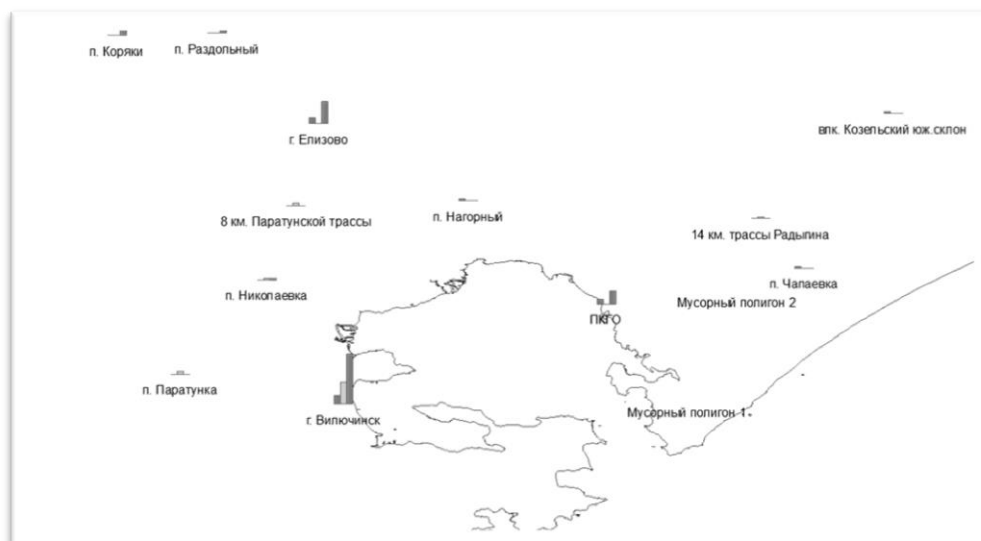 п. Коряки
п. Раздольный
г. Елизово
влк. Козельский юж.склон
8 км. Паратунской трассы
п. Нагорный
14 км. трассы Радыгина
п. Николаевка
п. Чапаевка
Мусорный полигон 2
ПКГО
п. Паратунка
г. Вилючинск
Мусорный полигон 1